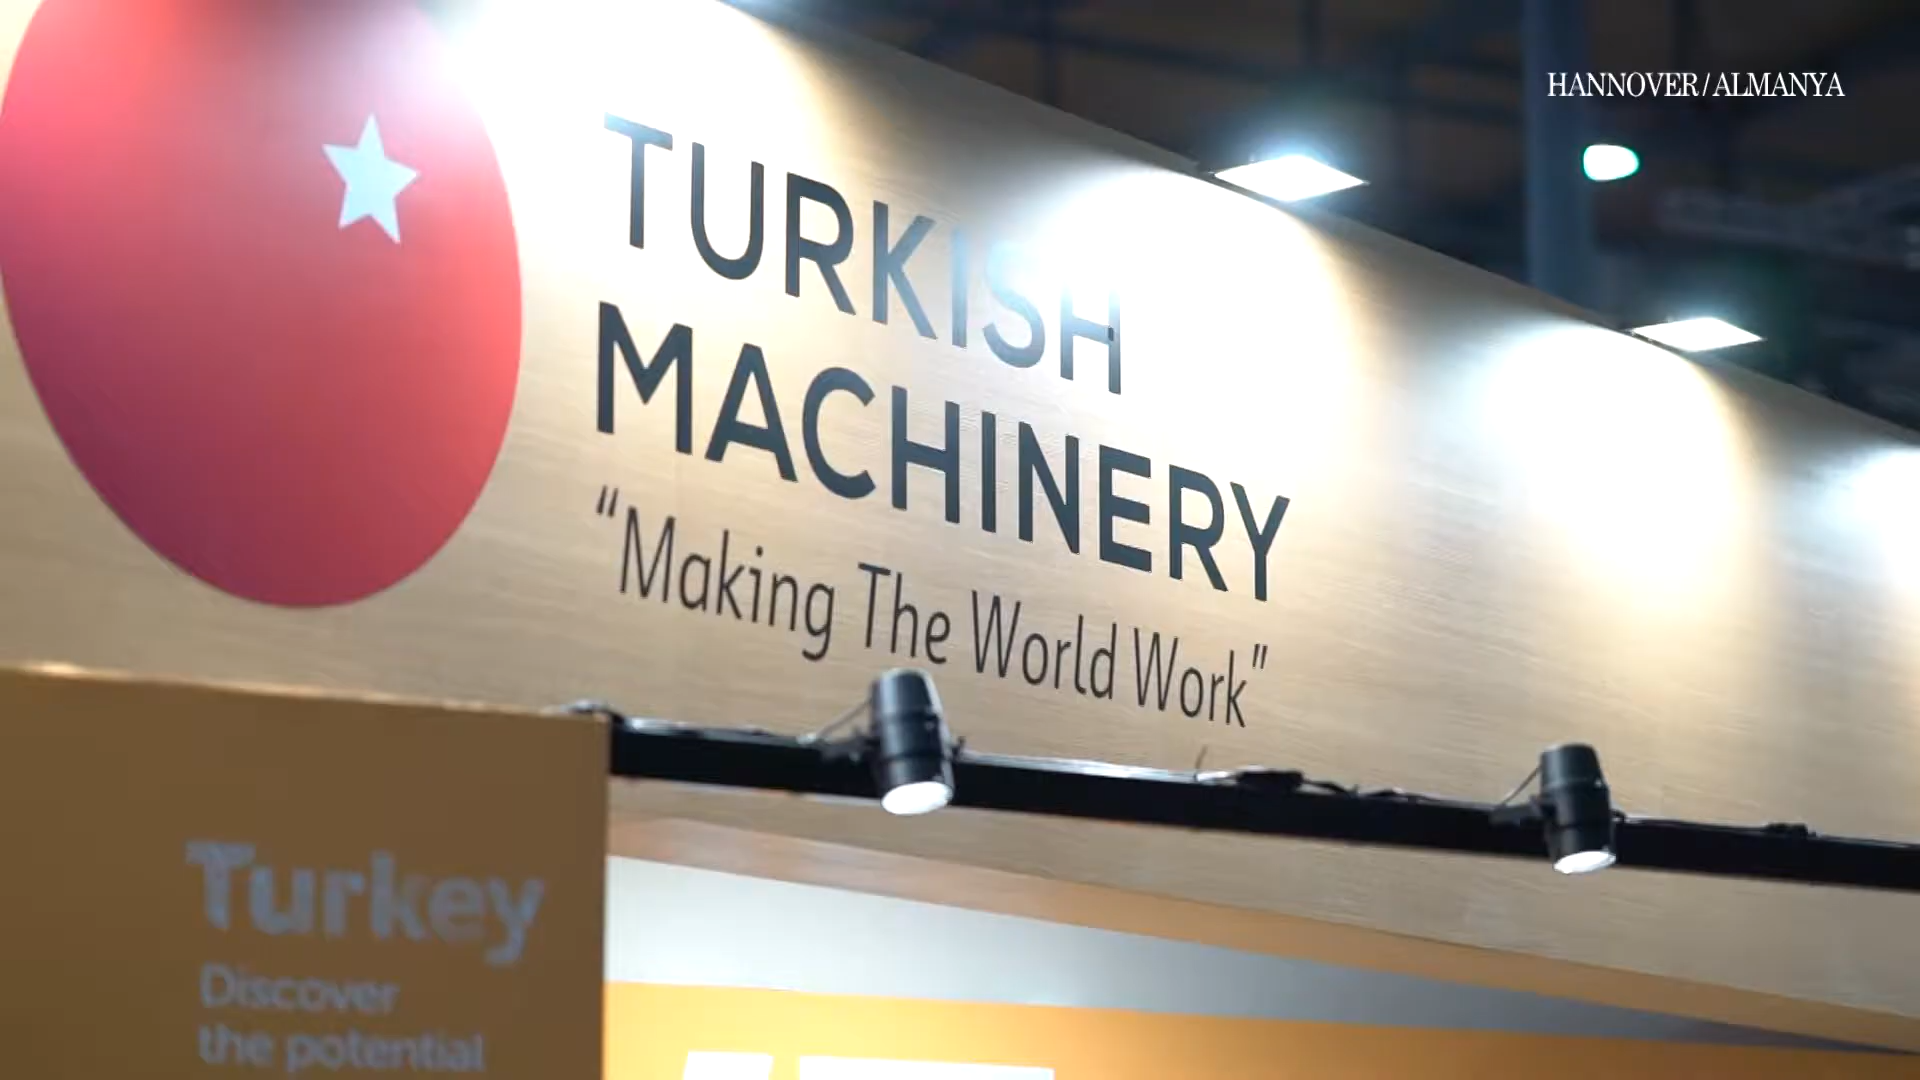 HANNOVER/ALMANYA
TURKISH
MACHINERY
“Making The World Work”
Turkey
Discover
the potential